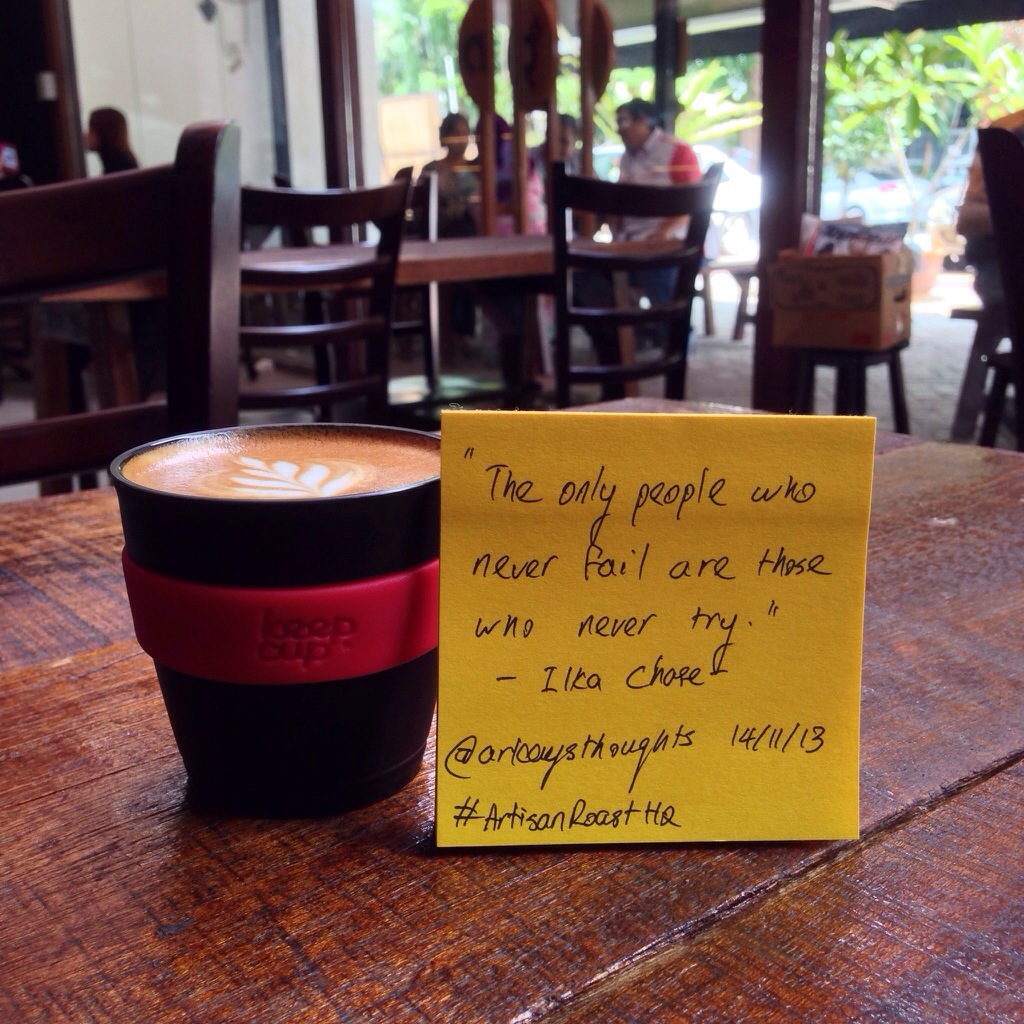 keep
cup
"The only people who
never fail are those
who never try."
- Ilka Chase -
14/11/13
#ArtisanRoastHQ